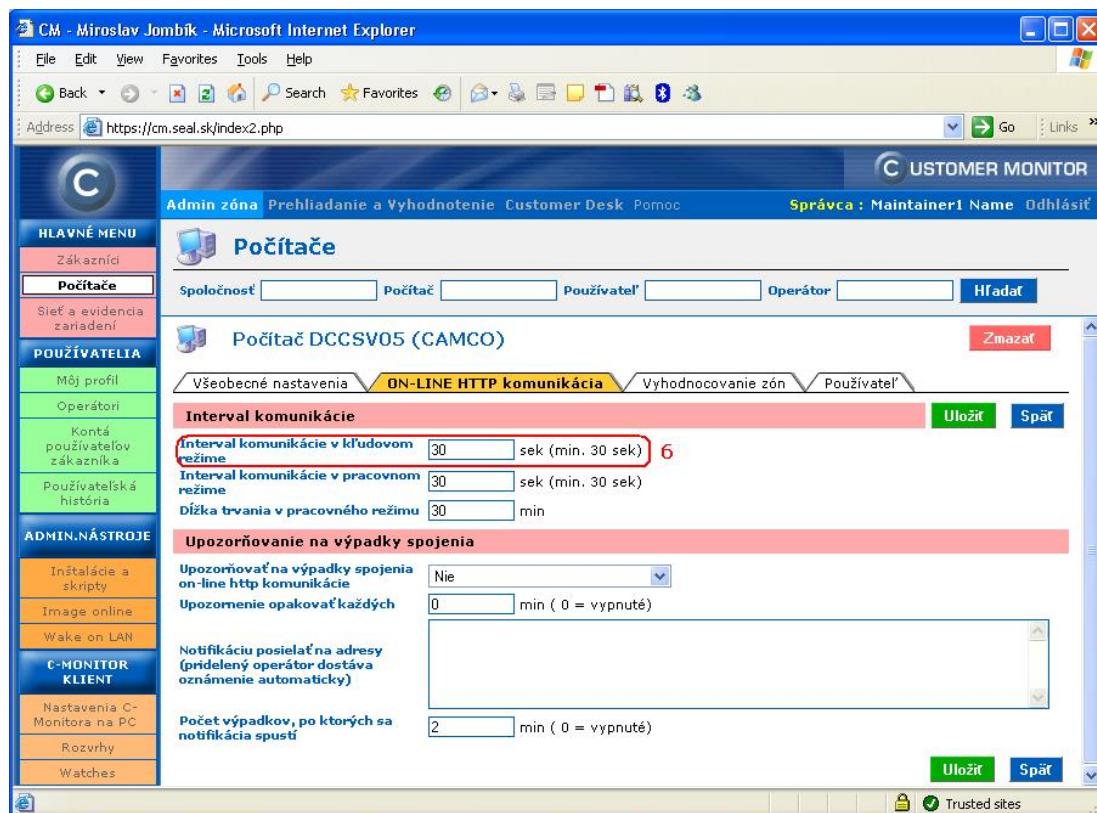 CM - Miroslav Jombík - Microsoft Internet Explorer
File Edit View Favorites Tools Help
Back Search Favorites
Address https://cm.seal.sk/index2.php Go Links »
C
C USTOMER MONITOR
Admin zóna Prehliadanie a Vyhodnotenie Customer Desk Pomoc Správca : Maintainer1 Name Odhlásiť
HLAVNÉ MENU
Zákazníci
Počítače
Sieť a evidencia
zariadení
POUŽÍVATELIA
Môj profil
Operátori
Kontá
používateľov
zákazníka
Používateľská
história
ADMIN.NÁSTROJE
Inštalácie a
skripty
Image online
Wake on LAN
C-MONITOR
KLIENT
Nastavenia C-
Monitora na PC
Rozvrhy
Watches
Počítače
Spoločnosť Počítač Používateľ Operátor Hľadať
Počítač DCCSV05 (CAMCO) Zmazať
Všeobecné nastavenia ON-LINE HTTP komunikácia Vyhodnocovanie zón Používateľ
Interval komunikácie Uložiť Späť
Interval komunikácie v kľudovom
režime 30 sek (min. 30 sek) 6
Interval komunikácie v pracovnom
režime 30 sek (min. 30 sek)
Dĺžka trvania v pracovného režimu 30 min
Upozorňovanie na výpadky spojenia
Upozorňovať na výpadky spojenia
on-line http komunikácie Nie
Upozornenie opakovať každých 0 min ( 0 = vypnuté)
Notifikáciu posielať na adresy
(pridelený operátor dostáva
oznámenie automaticky)
Počet výpadkov, po ktorých sa
notifikácia spustí 2 min ( 0 = vypnuté)
Uložiť Späť
Trusted sites